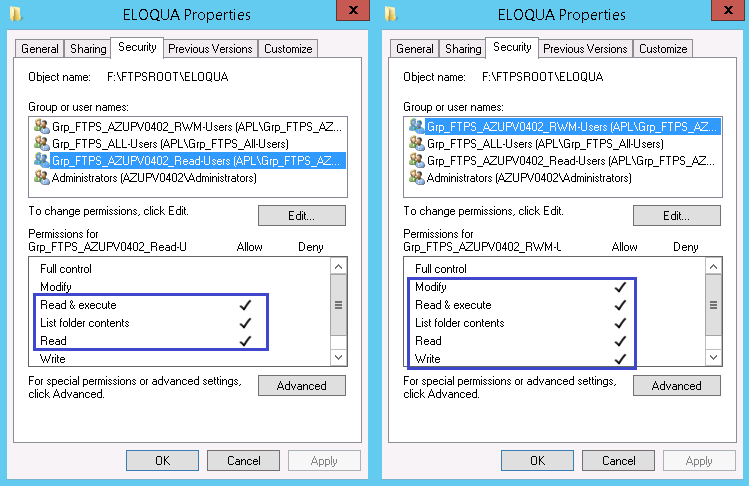 ELOQUA Properties
X
General
Sharing
Security
Previous Versions
Customize
Object name: F:\FTPSROOT\ELOQUA
Group or user names:
Grp_FTPS_AZUPV0402_RWM-Users (APL\Grp_FTPS_AZ...
Grp_FTPS_ALL-Users (APL\Grp_FTPS_All-Users)
Grp_FTPS_AZUPV0402_Read-Users (APL\Grp_FTPS_AZ...
Administrators (AZUPV0402\Administrators)
To change permissions, click Edit.
Edit...
Permissions for
Grp_FTPS_AZUPV0402_Read-U Allow Deny
Full control
Modify
Read & execute
List folder contents
Read
Write
For special permissions or advanced settings,
click Advanced.
Advanced
OK
Cancel
Apply
ELOQUA Properties
X
General
Sharing
Security
Previous Versions
Customize
Object name: F:\FTPSROOT\ELOQUA
Group or user names:
Grp_FTPS_AZUPV0402_RWM-Users (APL\Grp_FTPS_AZ...
Grp_FTPS_ALL-Users (APL\Grp_FTPS_All-Users)
Grp_FTPS_AZUPV0402_Read-Users (APL\Grp_FTPS_AZ...
Administrators (AZUPV0402\Administrators)
To change permissions, click Edit.
Edit...
Permissions for
Grp_FTPS_AZUPV0402_RWM-U Allow Deny
Full control
Modify
Read & execute
List folder contents
Read
Write
For special permissions or advanced settings,
click Advanced.
Advanced
OK
Cancel
Apply